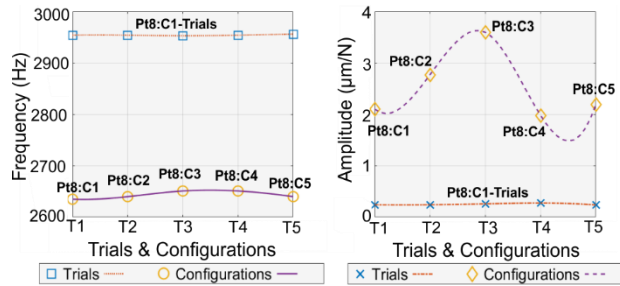 3000
Pt8:C1-Trials
2900
2800
2700
2600
Frequency (Hz)
Pt8:C1
Pt8:C2
Pt8:C3
Pt8:C4
Pt8:C5
T1 T2 T3 T4 T5
Trials & Configurations
Trials Configurations
4
3
2
1
0
Amplitude (µm/N)
Pt8:C1
Pt8:C2
Pt8:C3
Pt8:C4
Pt8:C5
Pt8:C1-Trials
T1 T2 T3 T4 T5
Trials & Configurations
Trials Configurations